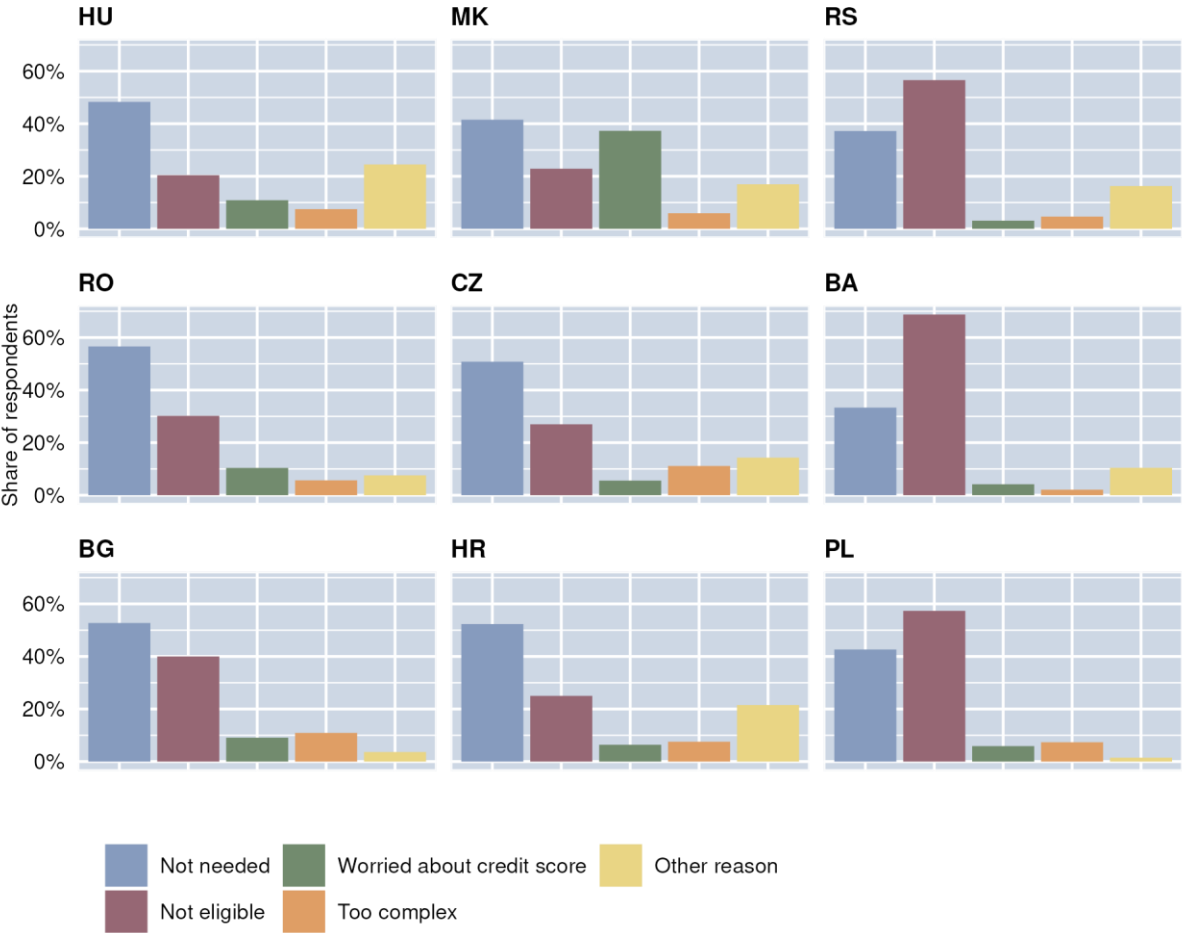 HU MK RS
60%
40%
20%
0%
RO CZ BA
Share of respondents
60%
40%
20%
0%
BG HR PL
60%
40%
20%
0%
Not needed Worried about credit score Other reason
Not eligible Too complex